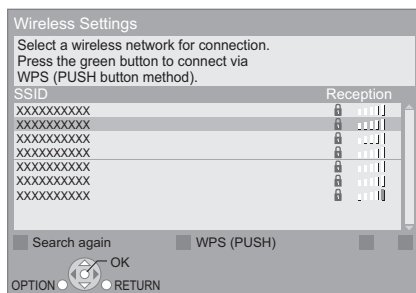 Wireless Settings
Select a wireless network for connection.
Press the green button to connect via
WPS (PUSH button method).
SSID Reception
XXXXXXXXXX
XXXXXXXXXX
XXXXXXXXXX
XXXXXXXXXX
XXXXXXXXXX
XXXXXXXXXX
XXXXXXXXXX
Search again WPS (PUSH)
OK
OPTION RETURN